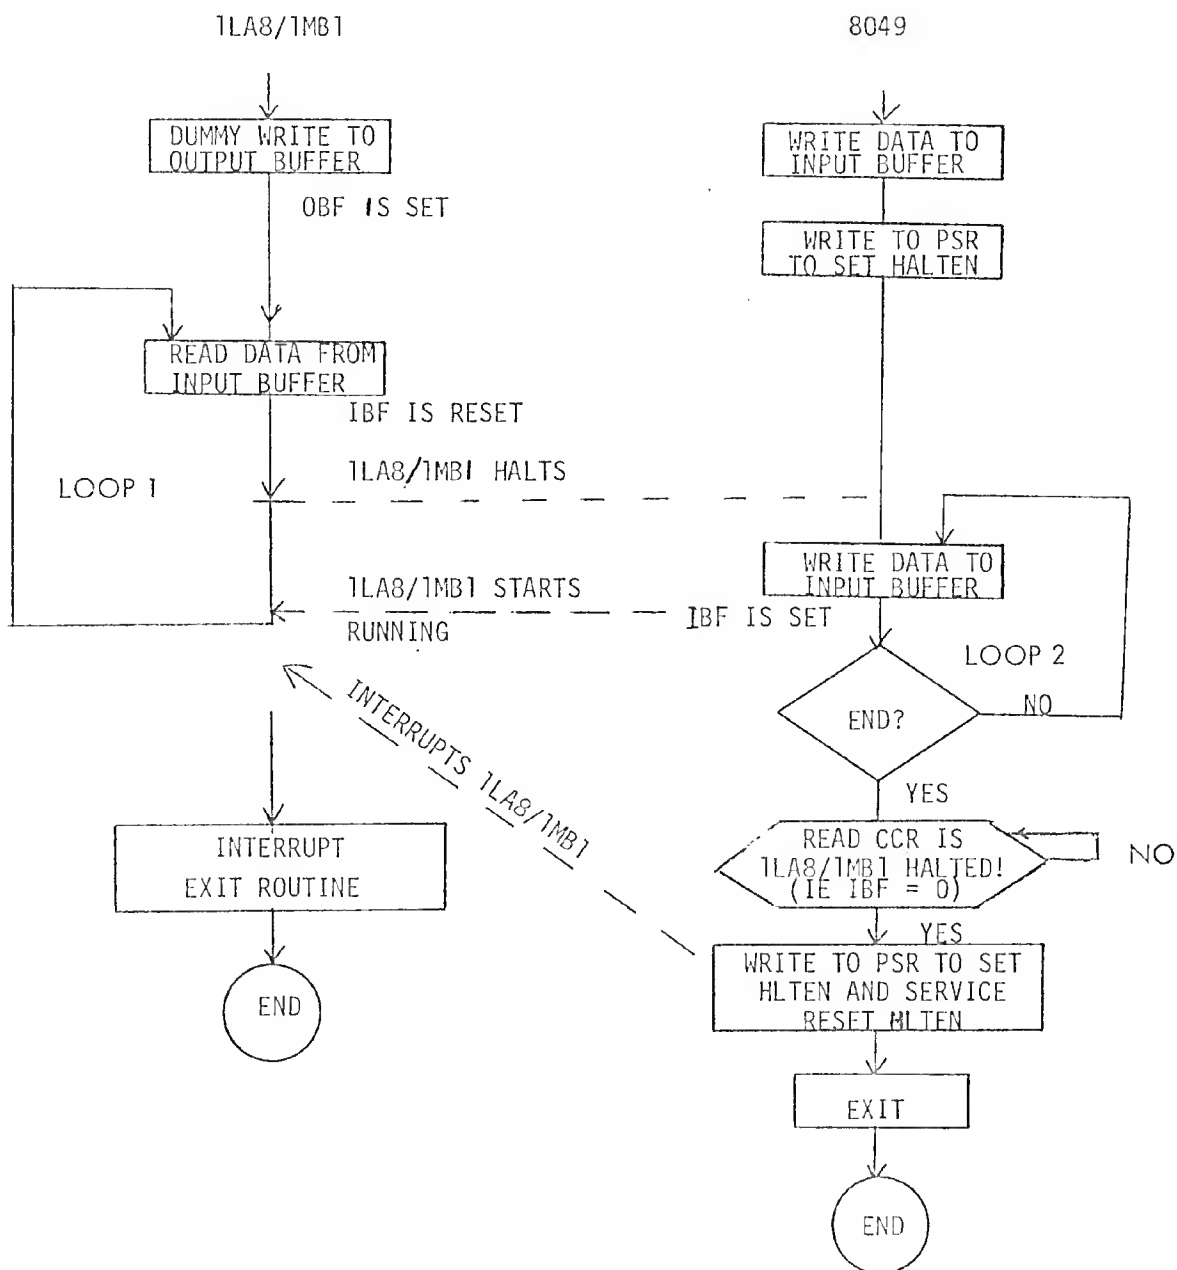 1LA8/1MB1
DUMMY WRITE TO
OUTPUT BUFFER
OBF IS SET
READ DATA FROM
INPUT BUFFER
IBF IS RESET
1LA8/1MB1 HALTS
LOOP 1
1LA8/1MB1 STARTS
RUNNING
INTERRUPTS 1LA8/1MB1
INTERRUPT
EXIT ROUTINE
END
8049
WRITE DATA TO
INPUT BUFFER
WRITE TO PSR
TO SET HALTEN
WRITE DATA TO
INPUT BUFFER
IBF IS SET
LOOP 2
END?
NO
YES
READ CCR IS
1LA8/1MB1 HALTED!
(IE IBF = 0)
NO
YES
WRITE TO PSR TO SET
HLTEN AND SERVICE
RESET HLTEN
EXIT
END